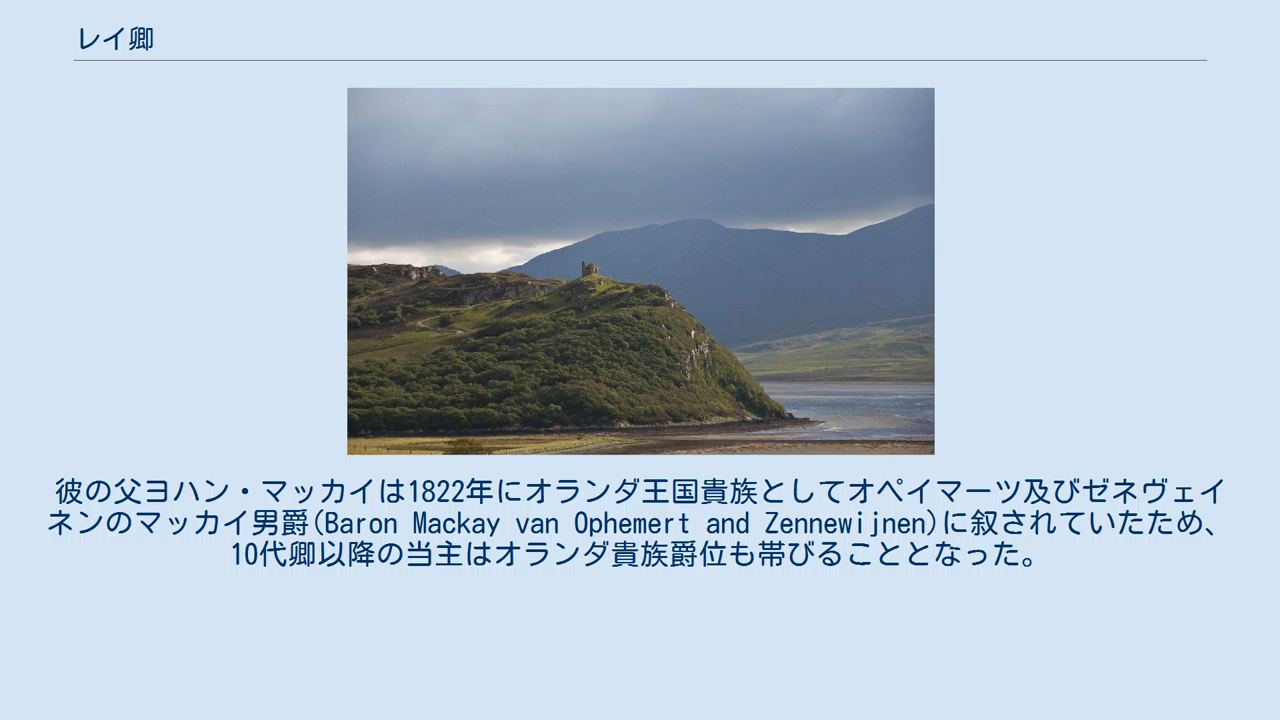 レイ卿
彼の父ヨハン・マッカイは1822年にオランダ王国貴族としてオペイマーツ及びゼネヴェイ
ネンのマッカイ男爵(Baron Mackay van Ophemert and Zennewijnen)に叙されていたため、
10代卿以降の当主はオランダ貴族爵位も帯びることとなった。